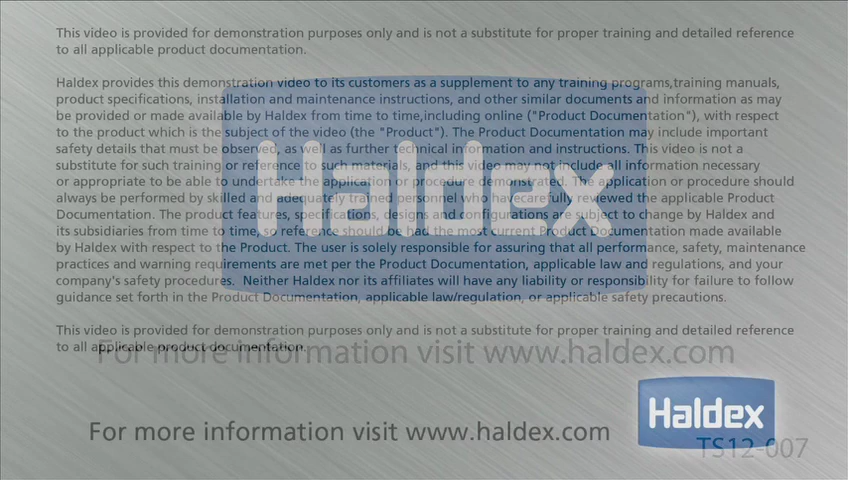 This video is provided for demonstration purposes only and is not a substitute for proper training and detailed reference
to all applicable product documentation.
Haldex provides this demonstration video to its customers as a supplement to any training programs,training manuals,
product specifications, installation and maintenance instructions, and other similar documents and information as may
be provided or made available by Haldex from time to time,including online ("Product Documentation"), with respect
to the product which is the subject of the video (the "Product"). The Product Documentation may include important
safety details that must be observed, as well as further technical information and instructions. This video is not a
substitute for such training or reference to such materials, and this video may not include all information necessary
or appropriate to be able to undertake the application or procedure demonstrated. The application or procedure should
always be performed by skilled and adequately trained persons who havecarefully reviewed the applicable Product
Documentation. The product features, specifications, designs and configurations are subject to change by Haldex and
its subsidiaries from time to time, so reference should be had the most current Product Documentation made available
by Haldex with respect to the Product. The user is solely responsible for assuring that all performance, safety, maintenance
practices and warning requirements are met per the Product Documentation, applicable law and regulations, and your
company's safety procedures. Neither Haldex nor its affiliates will have any liability or responsibility for failure to follow
guidance set forth in the Product Documentation, applicable law/regulation, or applicable safety precautions.
Haldex
This video is provided for demonstration purposes only and is not a substitute for proper training and detailed reference
to all applicable product documentation.
For more information visit www.haldex.com
For more information visit www.haldex.com
Haldex
TS12-007